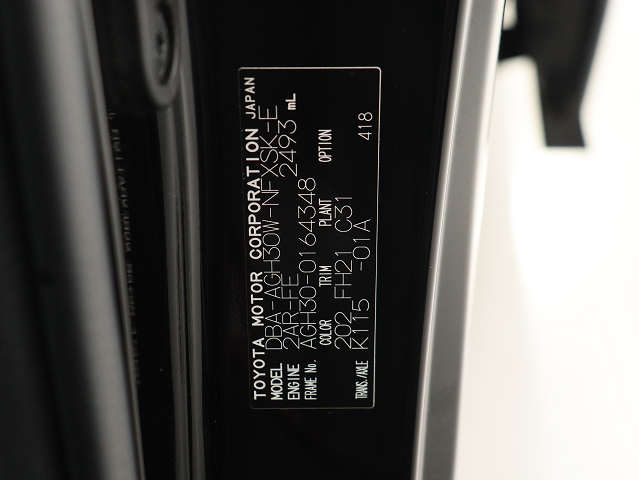 TOYOTA MOTOR CORPORATION JAPAN
MODEL DBA-AGH30W-NFXSK-E
ENGINE 2AR-FE 2493 mL
FRAME No. AGH30-0164348
COLOR TRIM PLANT OPTION
202 FH21 C31 418
TRANS./AXLE K115 -01A